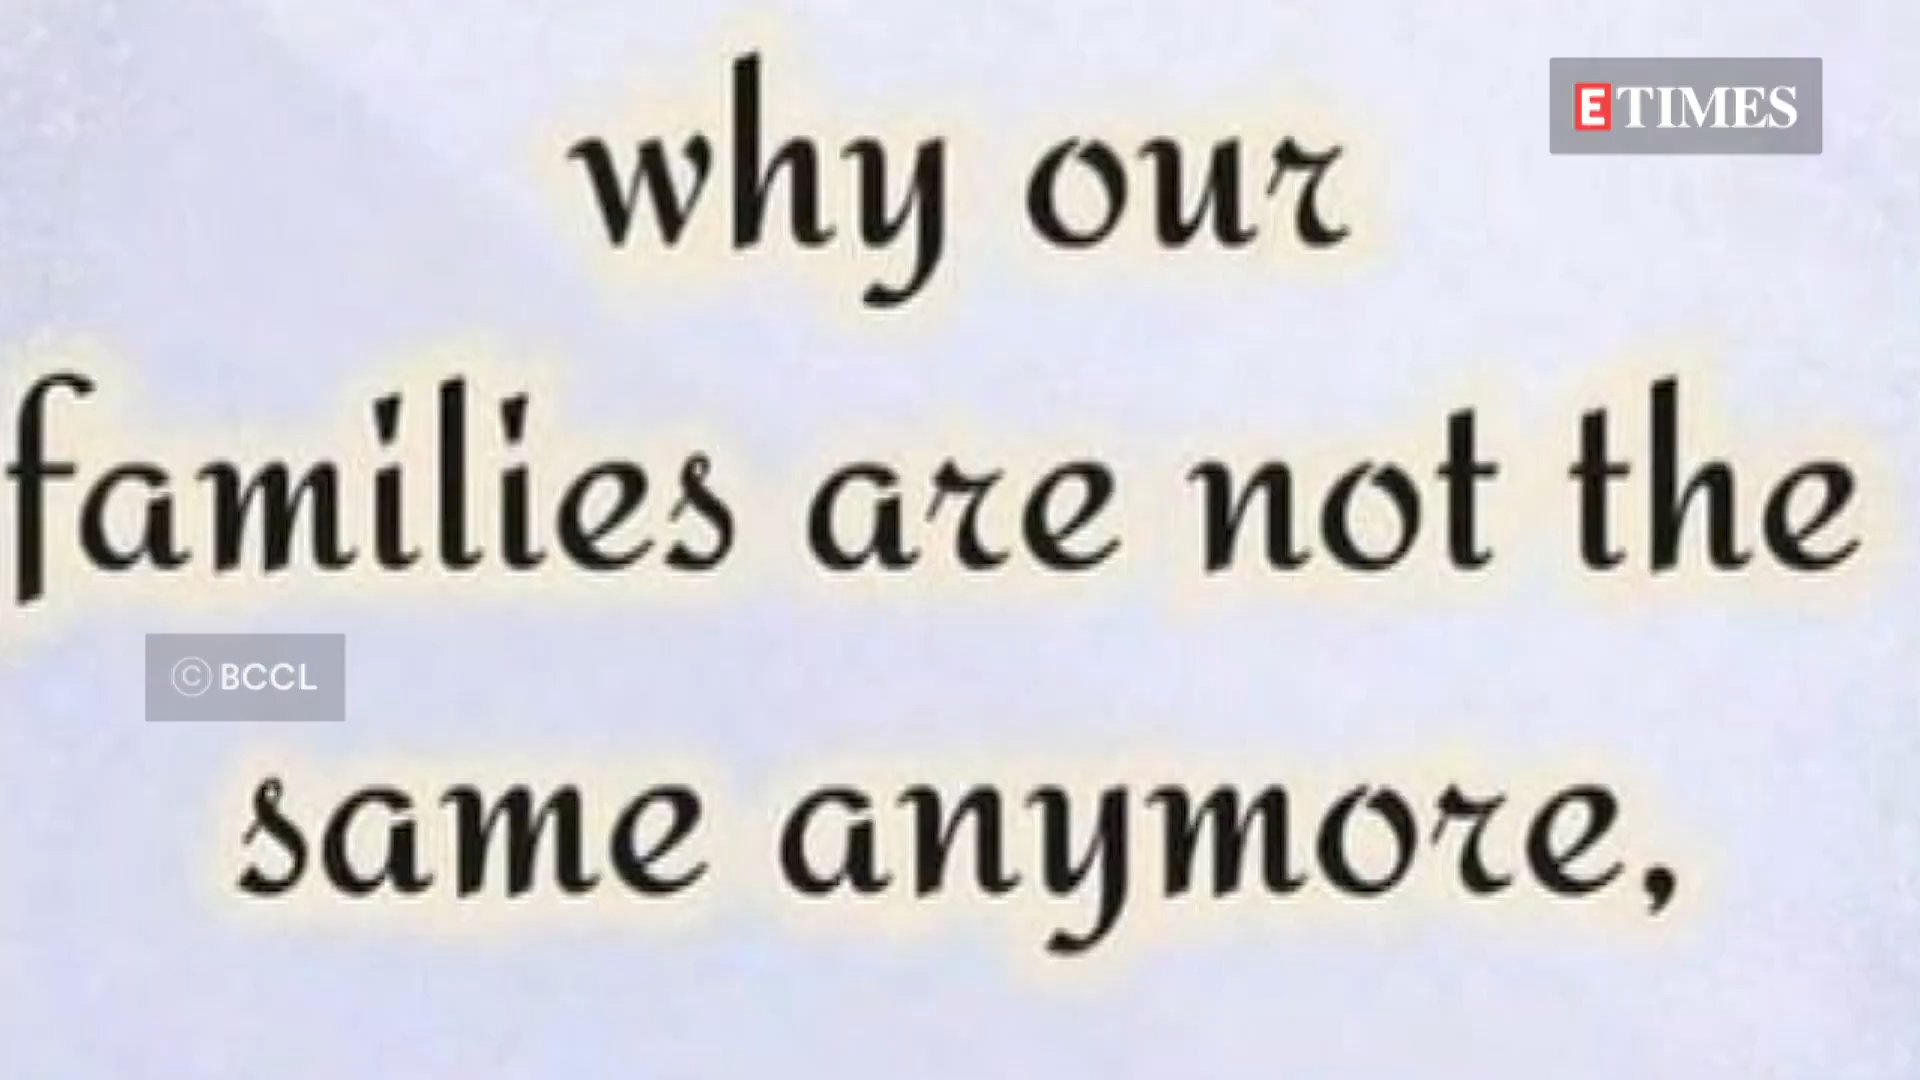 why our
ETIMES
families are not the
© BCCL
same anymore,